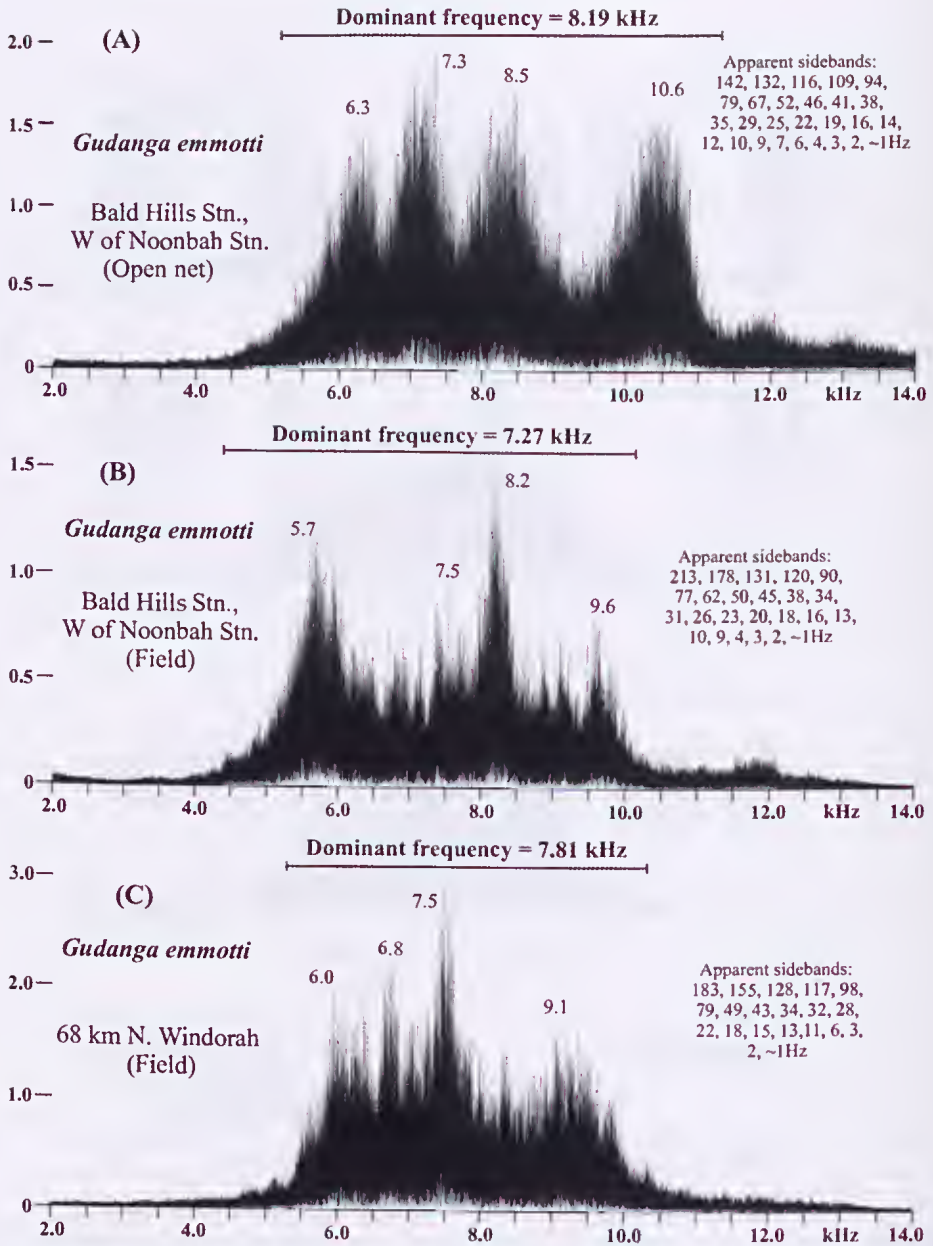 Dominant frequency = 8.19 kHz
(A)
Gudanga emmotti
Bald Hills Stn.,
W of Noonbah Stn.
(Open net)
6.3
7.3
8.5
10.6
Apparent sidebands:
142, 132, 116, 109, 94,
79, 67, 52, 46, 41, 38,
35, 29, 25, 22, 19, 16, 14,
12, 10, 9, 7, 6, 4, 3, 2, ~1Hz
2.0
1.5
1.0
0.5
0
2.0 4.0 6.0 8.0 10.0 12.0 kHz 14.0
Dominant frequency = 7.27 kHz
(B)
Gudanga emmotti
Bald Hills Stn.,
W of Noonbah Stn.
(Field)
5.7
7.5
8.2
9.6
Apparent sidebands:
213, 178, 131, 120, 90,
77, 62, 50, 45, 38, 34,
31, 26, 23, 20, 18, 16, 13,
10, 9, 4, 3, 2, ~1Hz
1.5
1.0
0.5
0
2.0 4.0 6.0 8.0 10.0 12.0 kHz 14.0
Dominant frequency = 7.81 kHz
(C)
Gudanga emmotti
68 km N. Windorah
(Field)
6.0
6.8
7.5
9.1
Apparent sidebands:
183, 155, 128, 117, 98,
79, 49, 43, 34, 32, 28,
22, 18, 15, 13,11, 6, 3,
2, ~1Hz
3.0
2.0
1.0
0
2.0 4.0 6.0 8.0 10.0 12.0 kHz 14.0